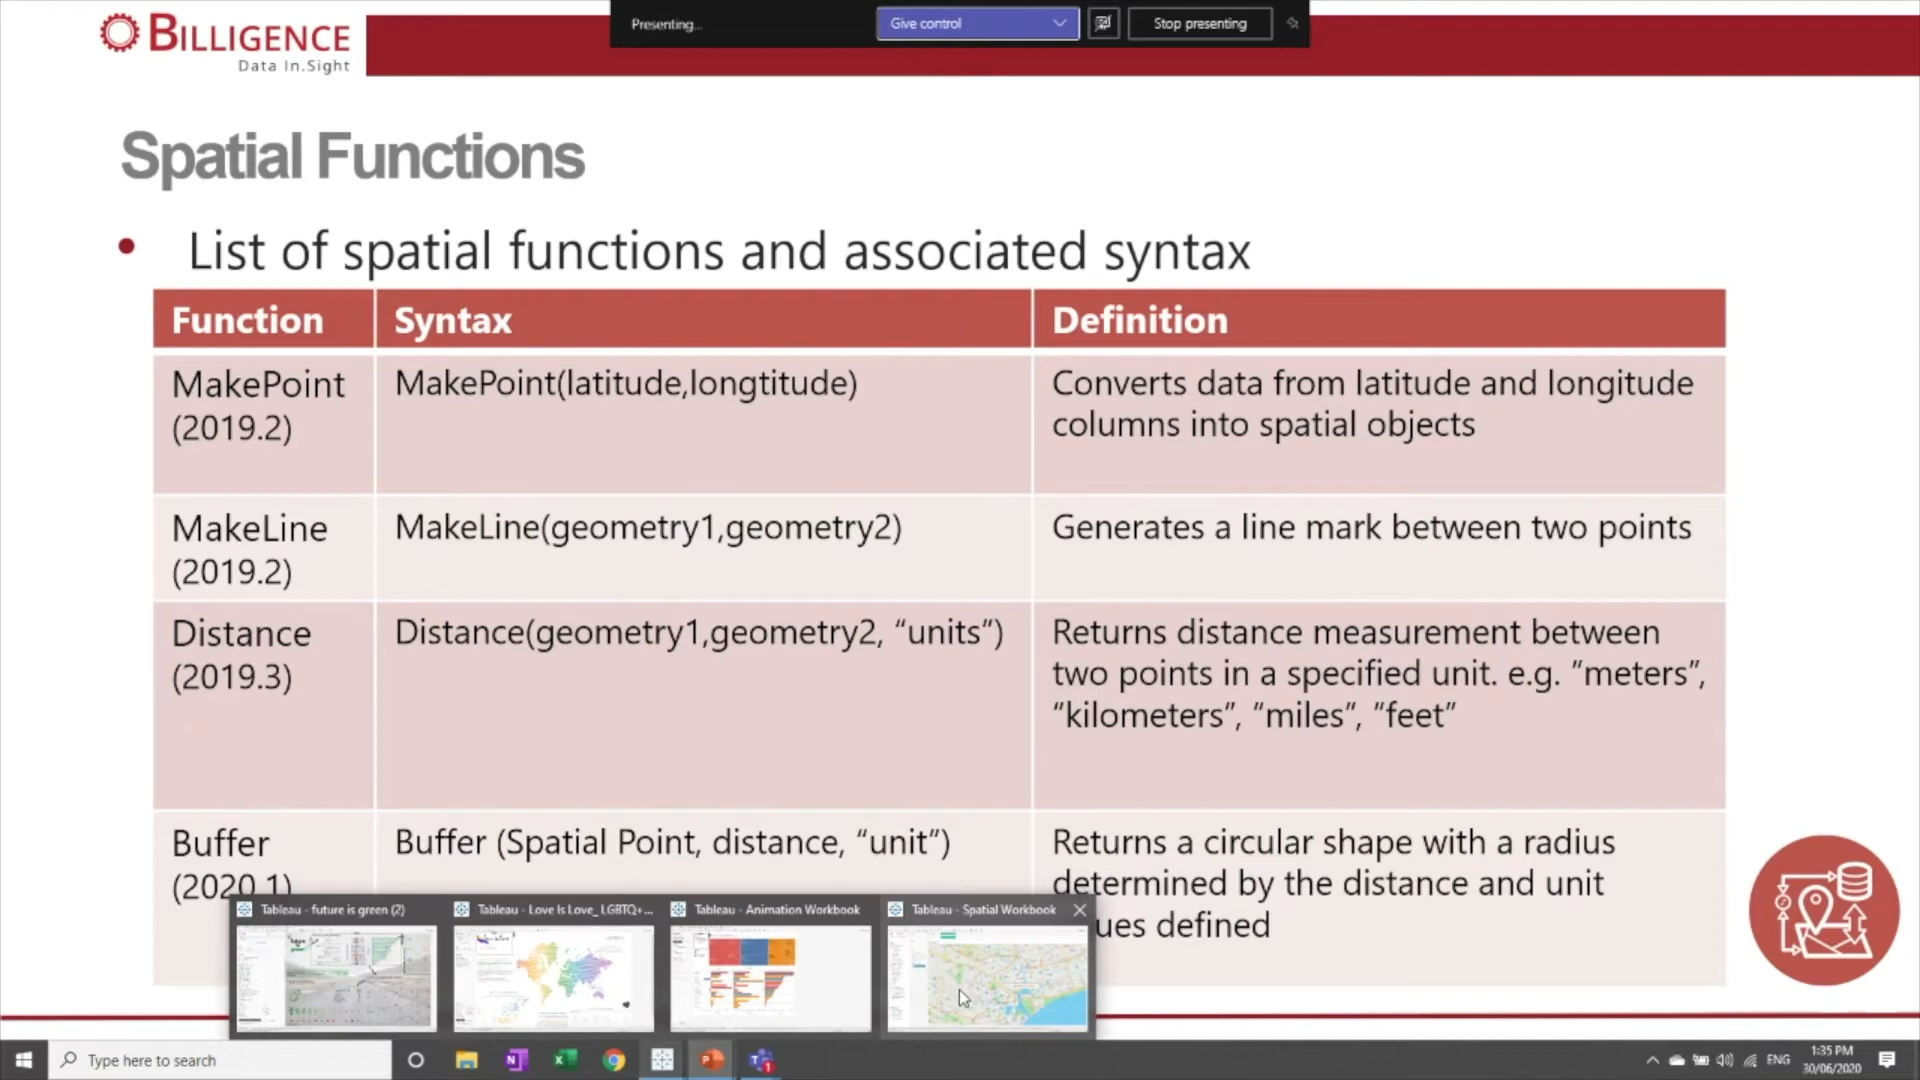 BILLIGENCE
Data In.Sight
Presenting...
Give control
Stop presenting
Spatial Functions
• List of spatial functions and associated syntax
Function
Syntax
Definition
MakePoint
(2019.2)
MakePoint(latitude,longtitude)
Converts data from latitude and longitude
columns into spatial objects
MakeLine
(2019.2)
MakeLine(geometry1,geometry2)
Generates a line mark between two points
Distance
(2019.3)
Distance(geometry1,geometry2, “units”)
Returns distance measurement between
two points in a specified unit. e.g. “meters”,
“kilometers”, “miles”, “feet”
Buffer
(2020.1)
Buffer (Spatial Point, distance, “unit”)
Returns a circular shape with a radius
determined by the distance and unit
ues defined
Tableau - future is green (2)
Tableau - Love Is Love_ LGBTQ+...
Tableau - Animation Workbook
Tableau - Spatial Workbook
Type here to search
ENG
1:35 PM
30/06/2020